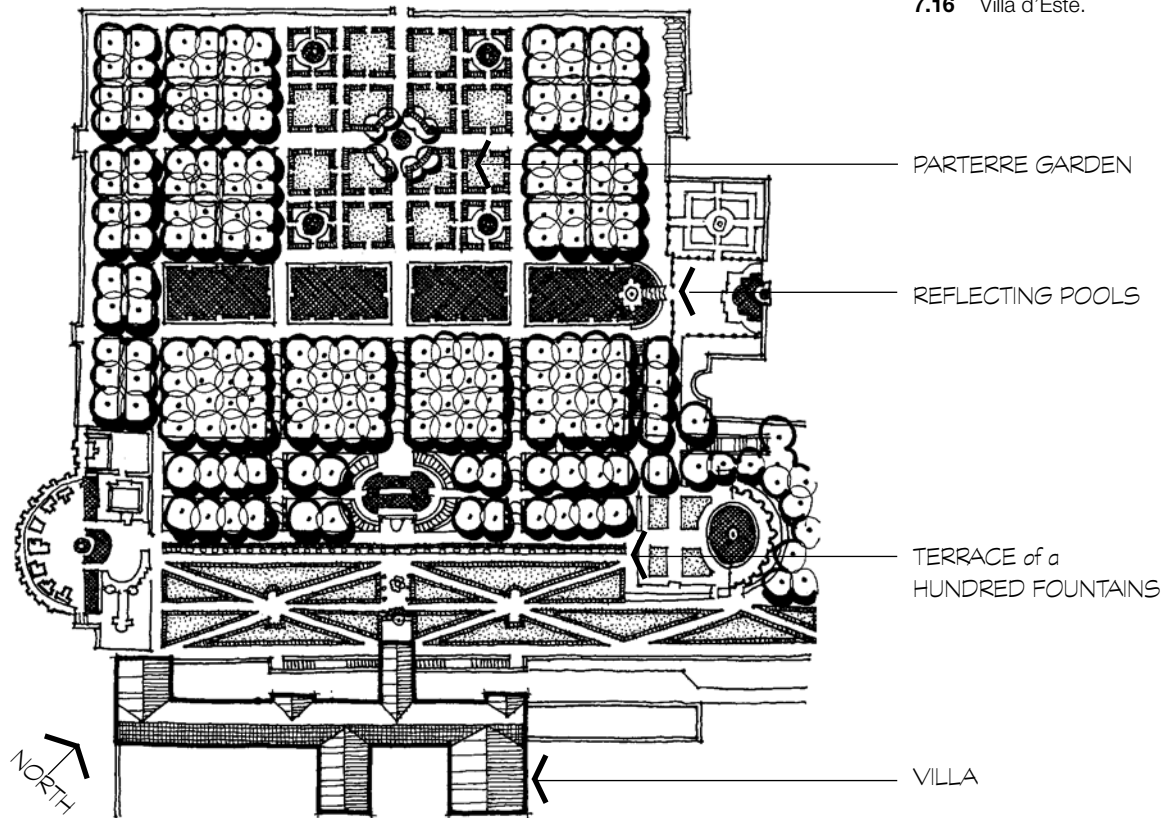 7.16 Villa d'Este.
PARTERRE GARDEN
REFLECTING POOLS
TERRACE of a
HUNDRED FOUNTAINS
VILLA
NORTH